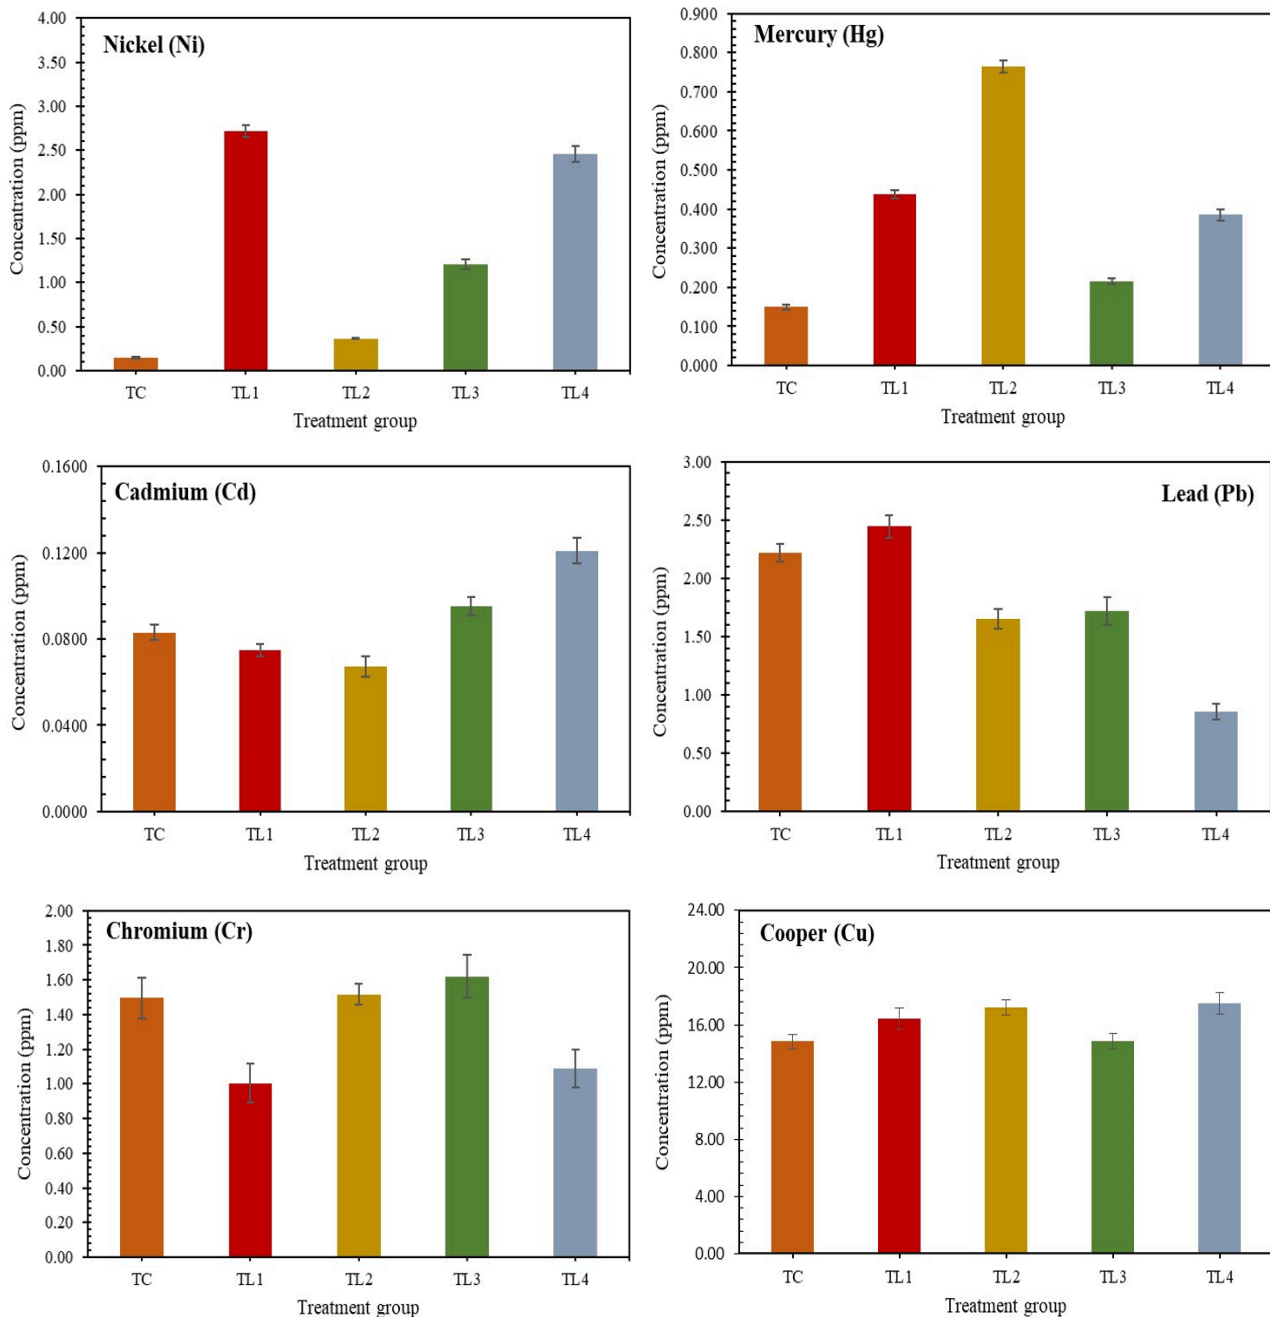 Nickel (Ni)
Concentration (ppm)
4.00
3.50
3.00
2.50
2.00
1.50
1.00
0.50
0.00
TC TL1 TL2 TL3 TL4
Treatment group
Mercury (Hg)
Concentration (ppm)
0.900
0.800
0.700
0.600
0.500
0.400
0.300
0.200
0.100
0.000
TC TL1 TL2 TL3 TL4
Treatment group
Cadmium (Cd)
Concentration (ppm)
0.1600
0.1200
0.0800
0.0400
0.0000
TC TL1 TL2 TL3 TL4
Treatment group
Lead (Pb)
Concentration (ppm)
3.00
2.50
2.00
1.50
1.00
0.50
0.00
TC TL1 TL2 TL3 TL4
Treatment group
Chromium (Cr)
Concentration (ppm)
2.00
1.80
1.60
1.40
1.20
1.00
0.80
0.60
0.40
0.20
0.00
TC TL1 TL2 TL3 TL4
Treatment group
Cooper (Cu)
Concentration (ppm)
24.00
20.00
16.00
12.00
8.00
4.00
0.00
TC TL1 TL2 TL3 TL4
Treatment group